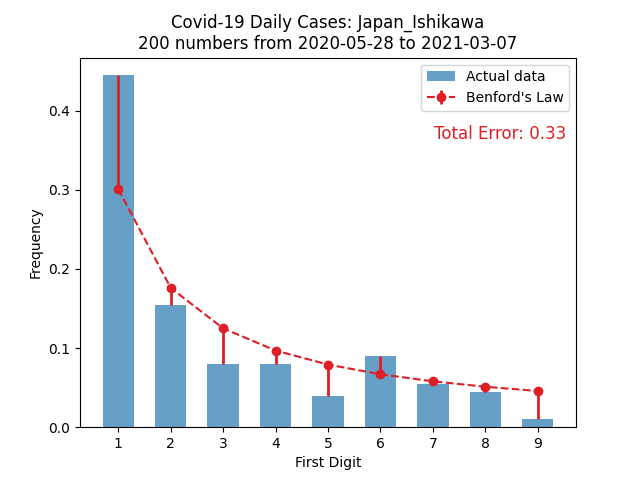 Covid-19 Daily Cases: Japan_Ishikawa
200 numbers from 2020-05-28 to 2021-03-07
Actual data
Benford's Law
Total Error: 0.33
Frequency
0.4
0.3
0.2
0.1
0.0
1 2 3 4 5 6 7 8 9
First Digit